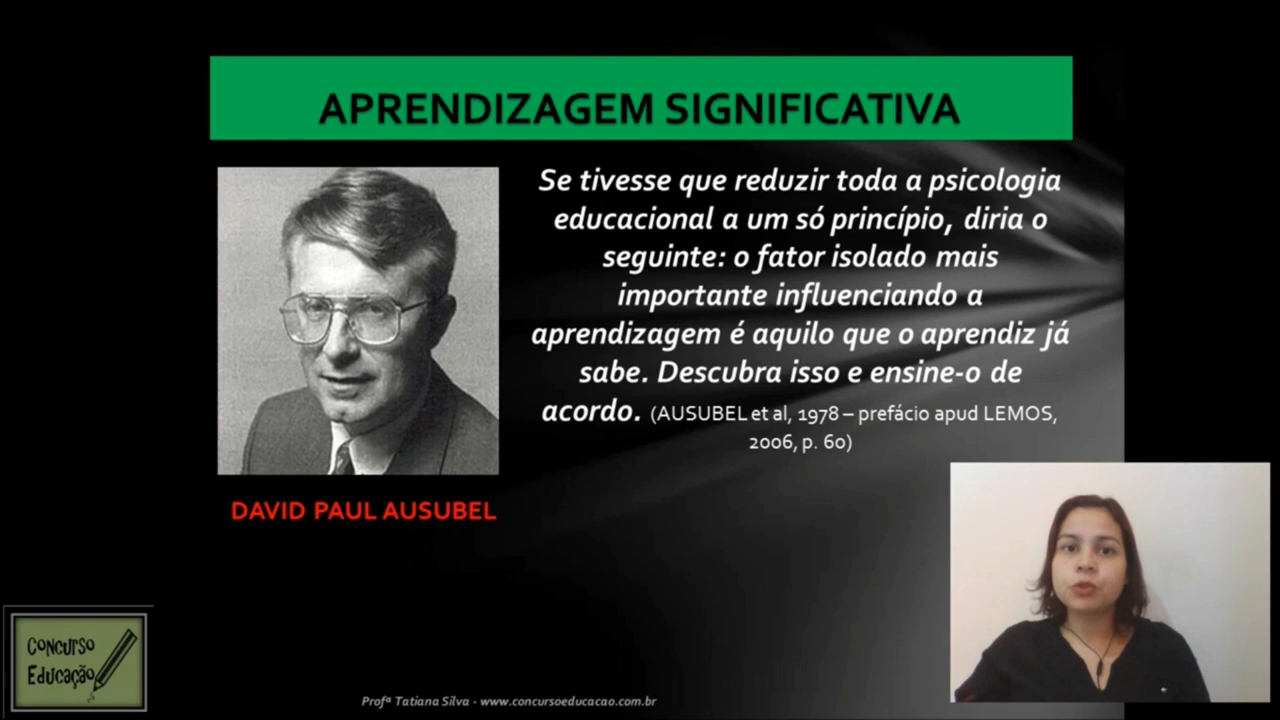 APRENDIZAGEM SIGNIFICATIVA
Se tivesse que reduzir toda a psicologia
educacional a um só princípio, diria o
seguinte: o fator isolado mais
importante influenciando a
aprendizagem é aquilo que o aprendiz já
sabe. Descubra isso e ensine-o de
acordo. (AUSUBEL et al, 1978 – prefácio apud LEMOS,
2006, p. 60)
DAVID PAUL AUSUBEL
Concurso
Educação
Profª Tatiana Silva - www.concursoeducacao.com.br